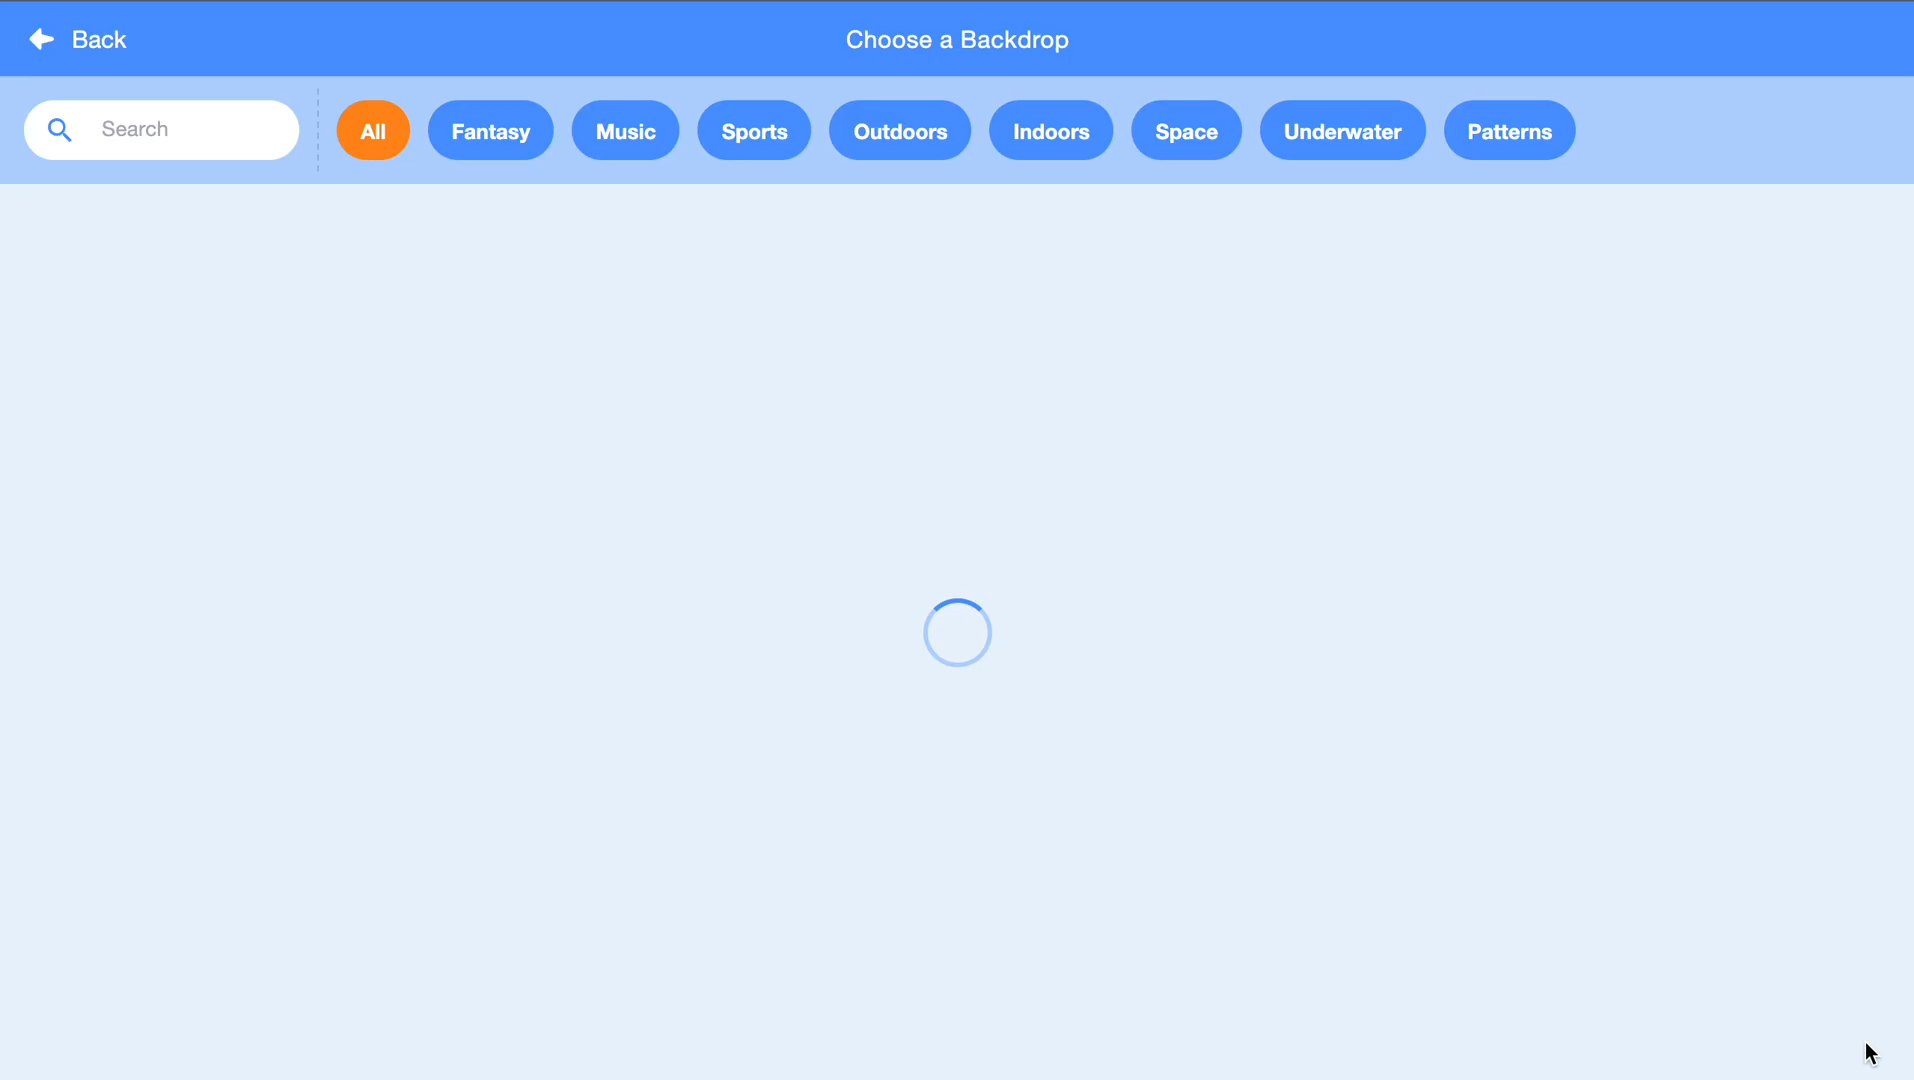 Back
Choose a Backdrop
Search
All
Fantasy
Music
Sports
Outdoors
Indoors
Space
Underwater
Patterns